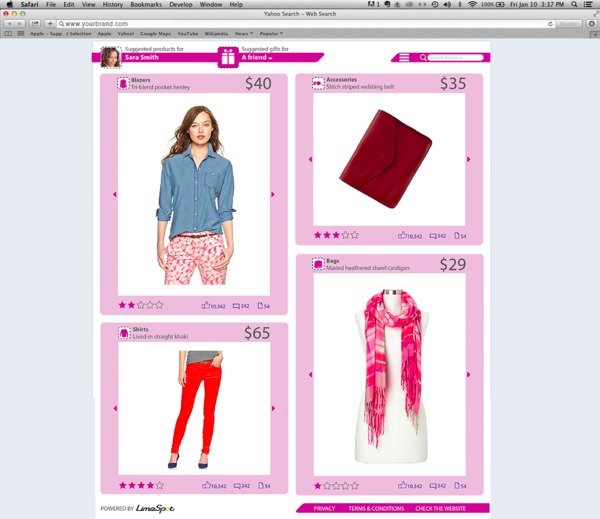 Safari File Edit View History Bookmarks Develop Window Help
1 100% Fri Jan 10 3:37 PM
Yahoo Search – Web Search
www.yourbrand.com
Apple - Supp...t Selection Apple Yahoo! Google Maps YouTube Wikipedia News Popular
Suggested products for
Sara Smith
Suggested gifts for
A friend
Blazers
Tri-blend pocket henley
$40
10,342 342 54
Accessories
Stitch striped webbing belt
$35
10,342 342 54
Bags
Marled heathered shawl cardigan
$29
10,342 342 54
Shirts
Lived-in straight khaki
$65
10,342 342 54
POWERED BY LimeSpot
PRIVACY TERMS & CONDITIONS CHECK THE WEBSITE